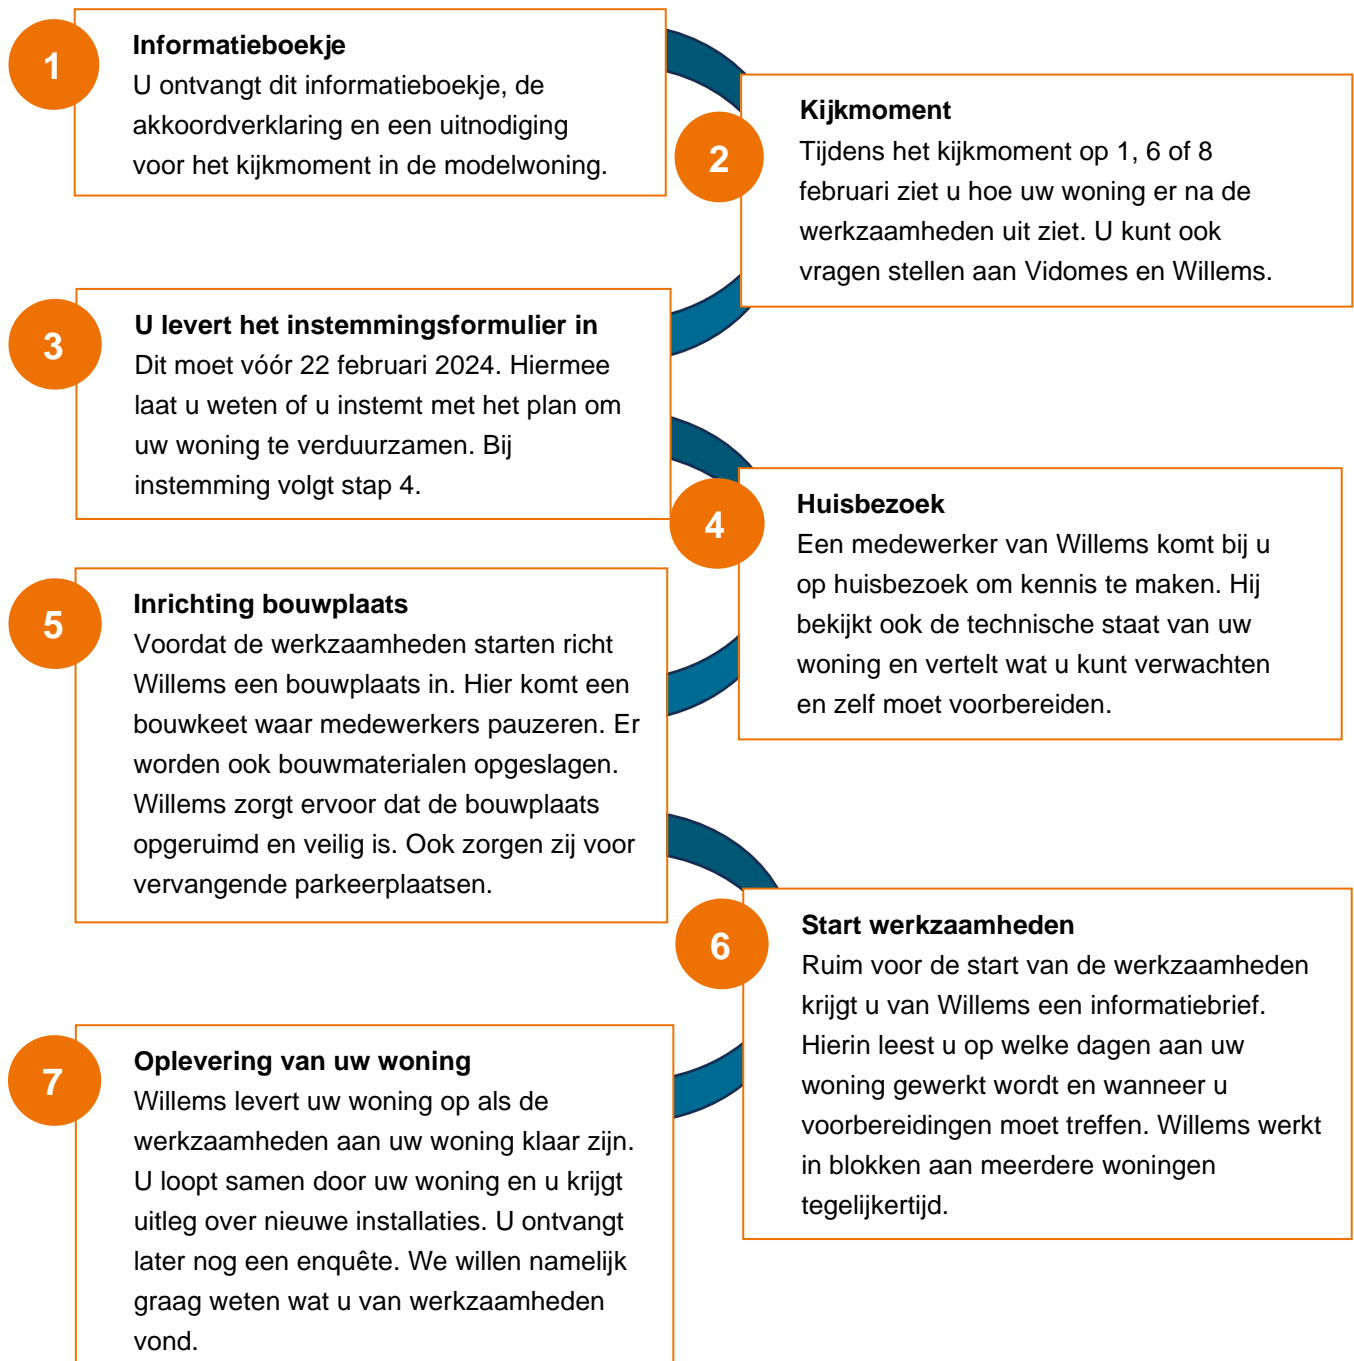 1
Informatieboekje
U ontvangt dit informatieboekje, de
akkoordverklaring en een uitnodiging
voor het kijkmoment in de modelwoning.
2
Kijkmoment
Tijdens het kijkmoment op 1, 6 of 8
februari ziet u hoe uw woning er na de
werkzaamheden uit ziet. U kunt ook
vragen stellen aan Vidomes en Willems.
3
U levert het instemmingsformulier in
Dit moet vóór 22 februari 2024. Hiermee
laat u weten of u instemt met het plan om
uw woning te verduurzamen. Bij
instemming volgt stap 4.
4
Huisbezoek
Een medewerker van Willems komt bij u
op huisbezoek om kennis te maken. Hij
bekijkt ook de technische staat van uw
woning en vertelt wat u kunt verwachten
en zelf moet voorbereiden.
5
Inrichting bouwplaats
Voordat de werkzaamheden starten richt
Willems een bouwplaats in. Hier komt een
bouwkeet waar medewerkers pauzeren. Er
worden ook bouwmaterialen opgeslagen.
Willems zorgt ervoor dat de bouwplaats
opgeruimd en veilig is. Ook zorgen zij voor
vervangende parkeerplaatsen.
6
Start werkzaamheden
Ruim voor de start van de werkzaamheden
krijgt u van Willems een informatiebrief.
Hierin leest u op welke dagen aan uw
woning gewerkt wordt en wanneer u
voorbereidingen moet treffen. Willems werkt
in blokken aan meerdere woningen
tegelijkertijd.
7
Oplevering van uw woning
Willems levert uw woning op als de
werkzaamheden aan uw woning klaar zijn.
U loopt samen door uw woning en u krijgt
uitleg over nieuwe installaties. U ontvangt
later nog een enquête. We willen namelijk
graag weten wat u van werkzaamheden
vond.